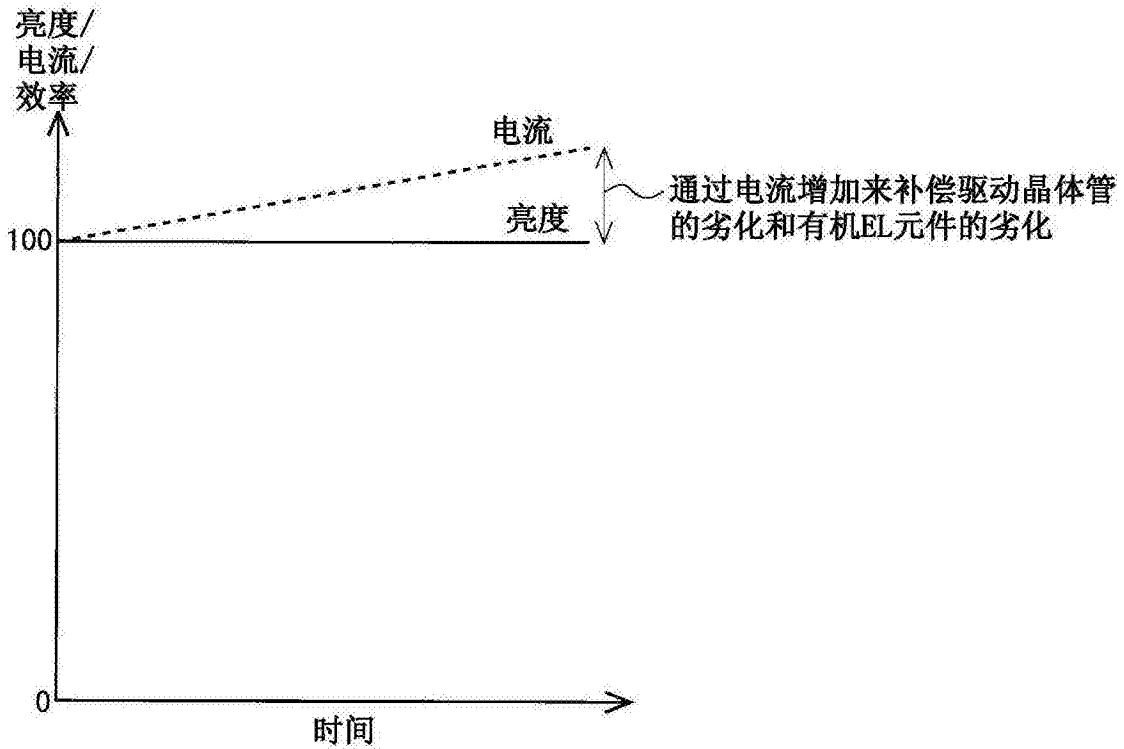 亮度/
电流/
效率
电流
通过电流增加来补偿驱动晶体管
的劣化和有机EL元件的劣化
亮度
100
0
时间